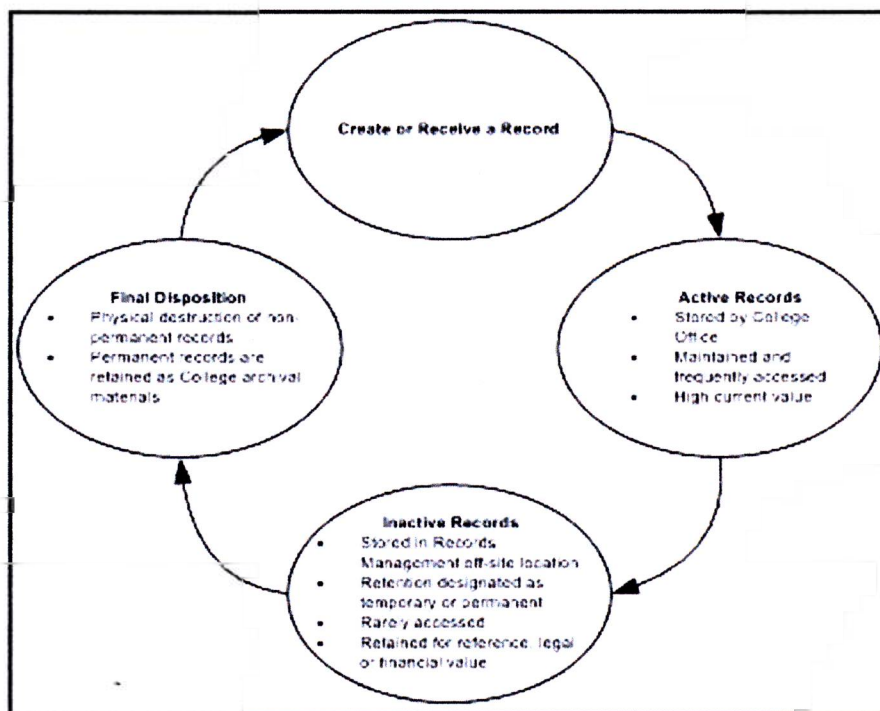 Create or Receive a Record
Active Records
• Stored by College
Office
• Maintained and
frequently accessed
• High current value
Inactive Records
• Stored in Records
Management off-site location
• Retention designated as
temporary or permanent
• Rarely accessed
• Retained for reference, legal
or financial value
Final Disposition
• Physical destruction of non-
permanent records
• Permanent records are
retained as College archival
materials